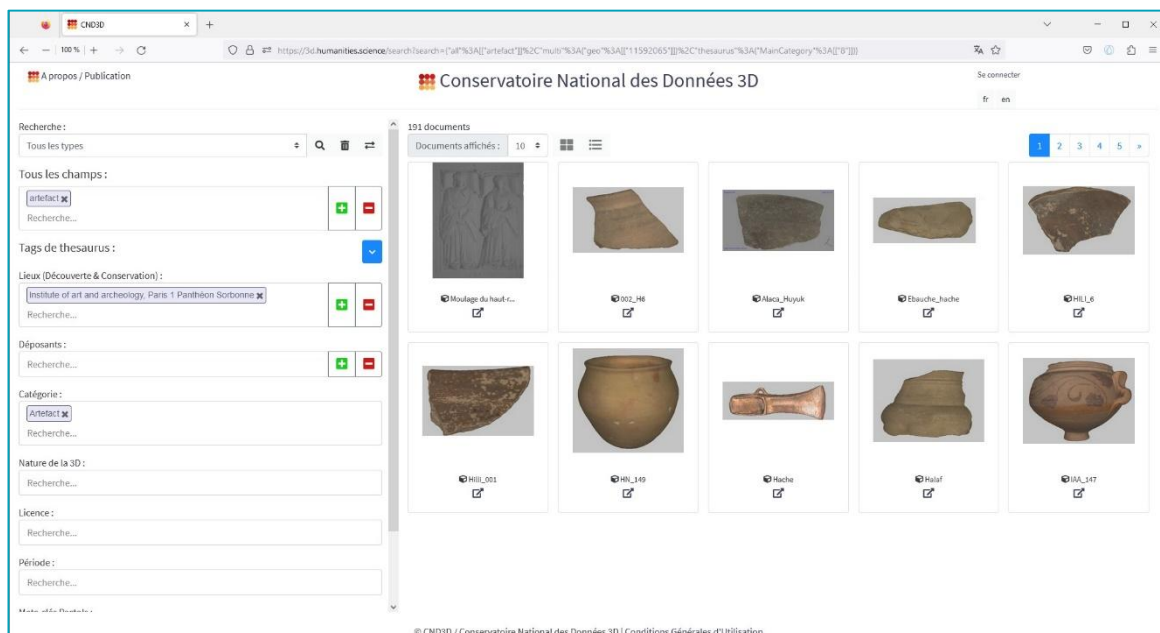 CND3D
100 %
https://3d.humanities.science/search?search={"all"%3A[["artefact"]]%2C"multi"%3A{"geo"%3A[["11592065"]]}%2C"thesaurus"%3A{"MainCategory"%3A[["8"]]}}
A propos / Publication
Conservatoire National des Données 3D
Se connecter
fr en
Recherche :
Tous les types
Tous les champs :
artefact
Recherche...
Tags de thesaurus :
Lieux (Découverte & Conservation) :
Institute of art and archeology, Paris 1 Panthéon Sorbonne
Recherche...
Déposants :
Recherche...
Catégorie :
Artefact
Recherche...
Nature de la 3D :
Recherche...
Licence :
Recherche...
Période :
Recherche...
191 documents
Documents affichés : 10
1 2 3 4 5 »
Moulage du haut-r...
002_H6
Alaca_Huyuk
Ebauche_hache
HILI_6
Hilii_001
HN_149
Hache
Halaf
IAA_147
© CND3D / Conservatoire National des Données 3D | Conditions Générales d'Utilisation